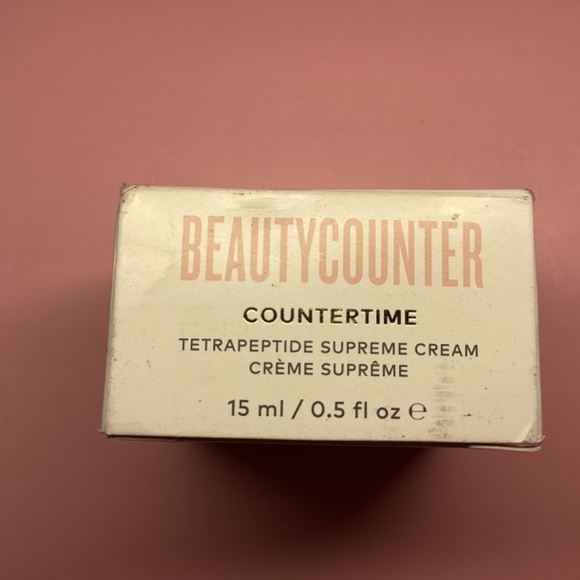 BEAUTYCOUNTER
COUNTERTIME
TETRAPEPTIDE SUPREME CREAM
CRÈME SUPRÊME
15 ml / 0.5 fl oz ℮